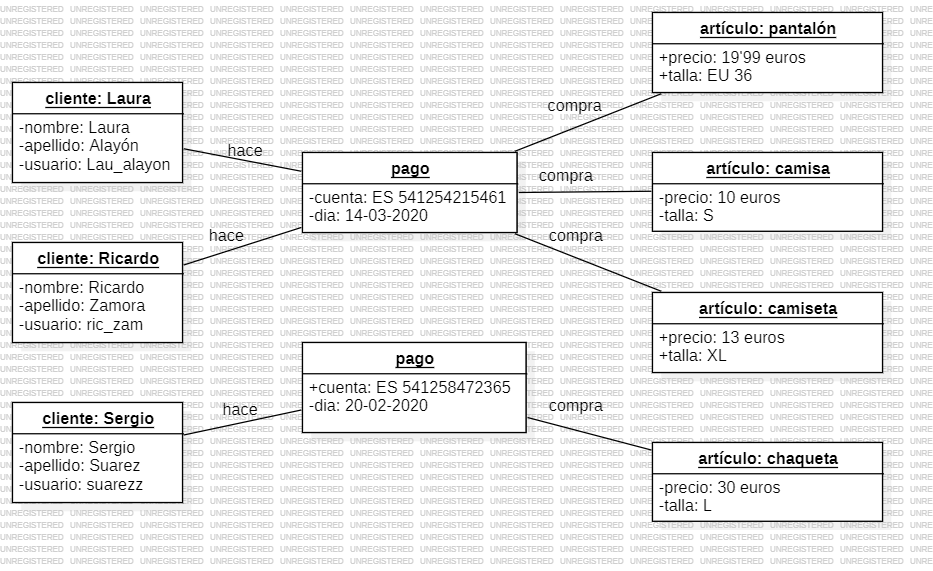 cliente: Laura
-nombre: Laura
-apellido: Alayón
-usuario: Lau_alayon
hace
cliente: Ricardo
-nombre: Ricardo
-apellido: Zamora
-usuario: ric_zam
hace
cliente: Sergio
-nombre: Sergio
-apellido: Suarez
-usuario: suarezz
hace
pago
-cuenta: ES 541254215461
-dia: 14-03-2020
pago
+cuenta: ES 541258472365
-dia: 20-02-2020
compra
compra
compra
compra
artículo: pantalón
+precio: 19'99 euros
+talla: EU 36
artículo: camisa
-precio: 10 euros
-talla: S
artículo: camiseta
+precio: 13 euros
+talla: XL
artículo: chaqueta
-precio: 30 euros
-talla: L
UNREGISTERED